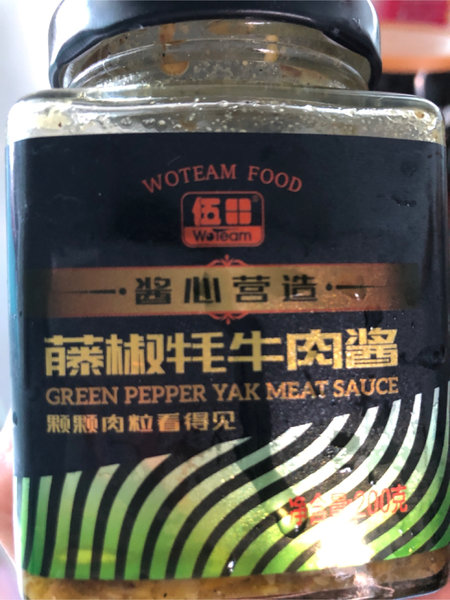 WOTEAM FOOD
伍田
WoTeam
酱心营造
藤椒牦牛肉酱
GREEN PEPPER YAK MEAT SAUCE
颗颗肉粒看得见
净含量:200克